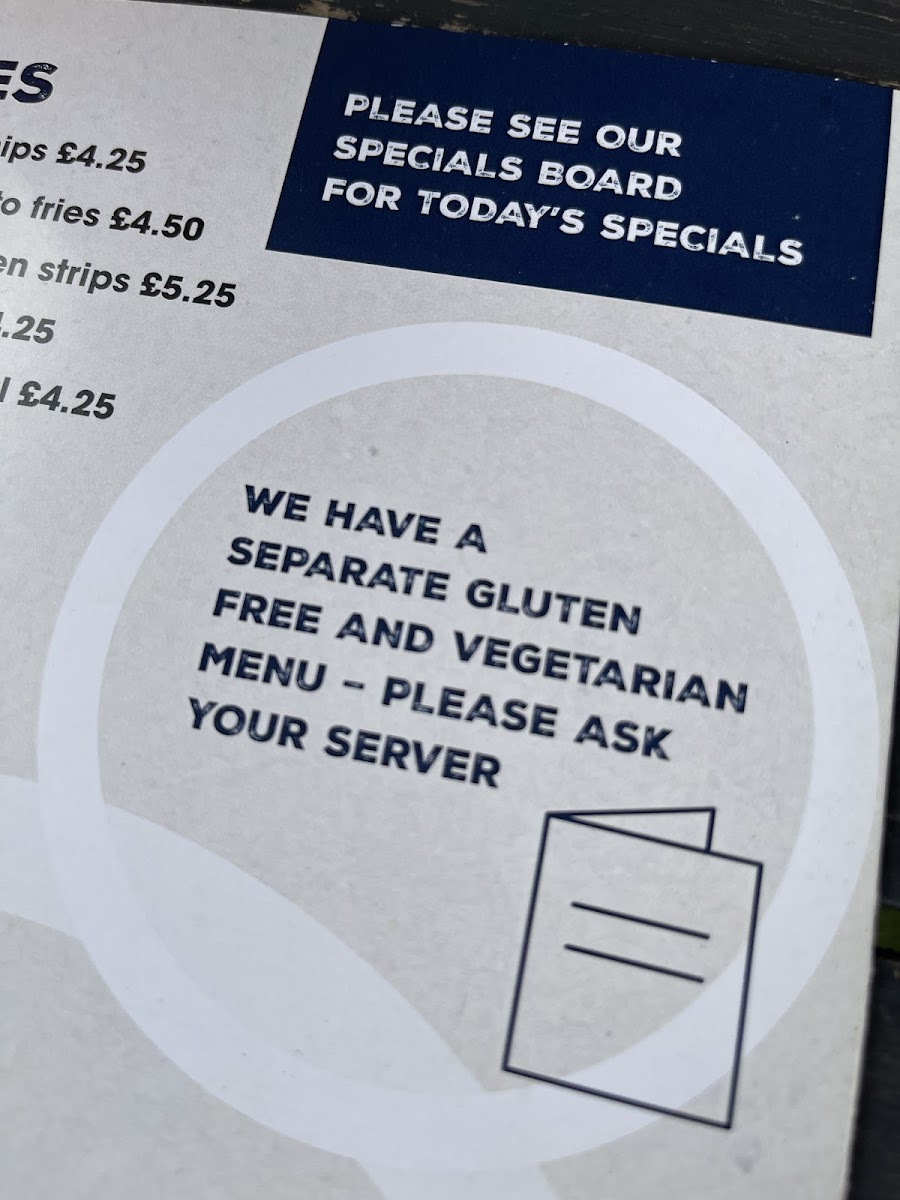 ES
ips £4.25
to fries £4.50
en strips £5.25
.25
l £4.25
PLEASE SEE OUR
SPECIALS BOARD
FOR TODAY'S SPECIALS
WE HAVE A
SEPARATE GLUTEN
FREE AND VEGETARIAN
MENU – PLEASE ASK
YOUR SERVER